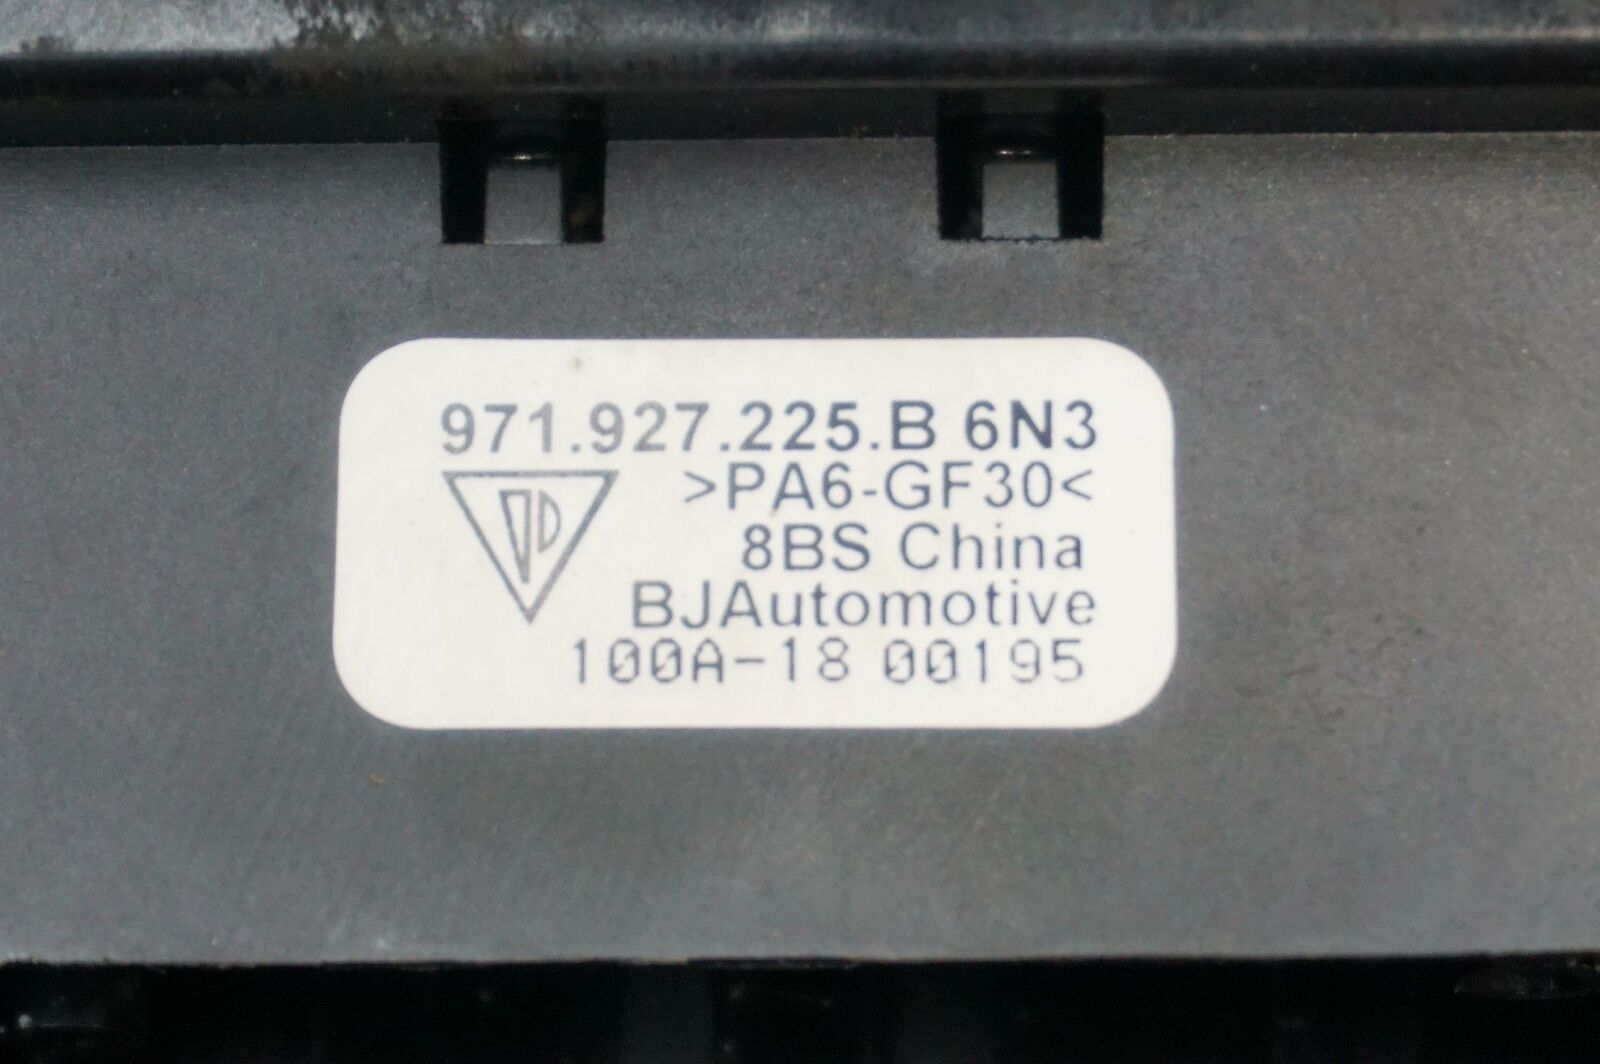 971.927.225.B 6N3
>PA6-GF30<
8BS China
BJAutomotive
100A-18 00195